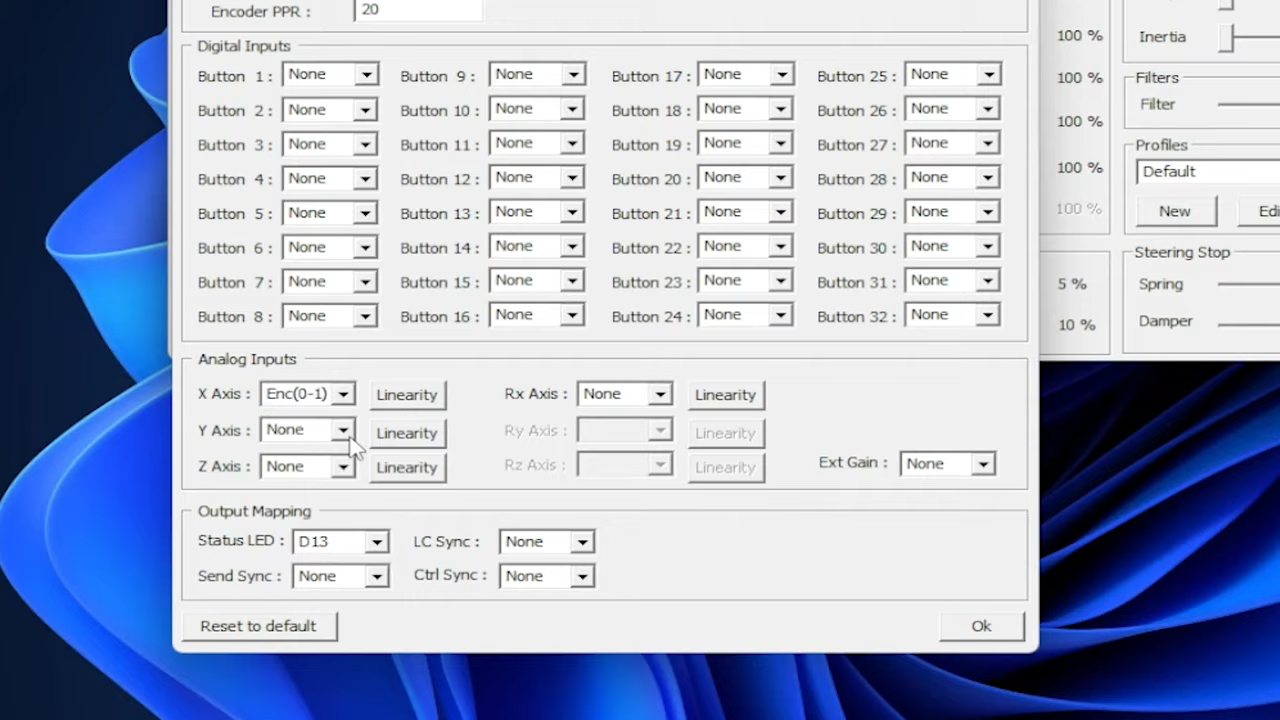 Encoder PPR : 20
Digital Inputs
Button 1 : None Button 9 : None Button 17 : None Button 25 : None
Button 2 : None Button 10 : None Button 18 : None Button 26 : None
Button 3 : None Button 11 : None Button 19 : None Button 27 : None
Button 4 : None Button 12 : None Button 20 : None Button 28 : None
Button 5 : None Button 13 : None Button 21 : None Button 29 : None
Button 6 : None Button 14 : None Button 22 : None Button 30 : None
Button 7 : None Button 15 : None Button 23 : None Button 31 : None
Button 8 : None Button 16 : None Button 24 : None Button 32 : None
Analog Inputs
X Axis : Enc(0-1) Linearity Rx Axis : None Linearity
Y Axis : None Linearity Ry Axis : Linearity
Z Axis : None Linearity Rz Axis : Linearity Ext Gain : None
Output Mapping
Status LED : D13 LC Sync : None
Send Sync : None Ctrl Sync : None
Reset to default Ok
100 %
100 %
100 %
100 %
100 %
5 %
10 %
Inertia
Filters
Filter
Profiles
Default
New Edi
Steering Stop
Spring
Damper